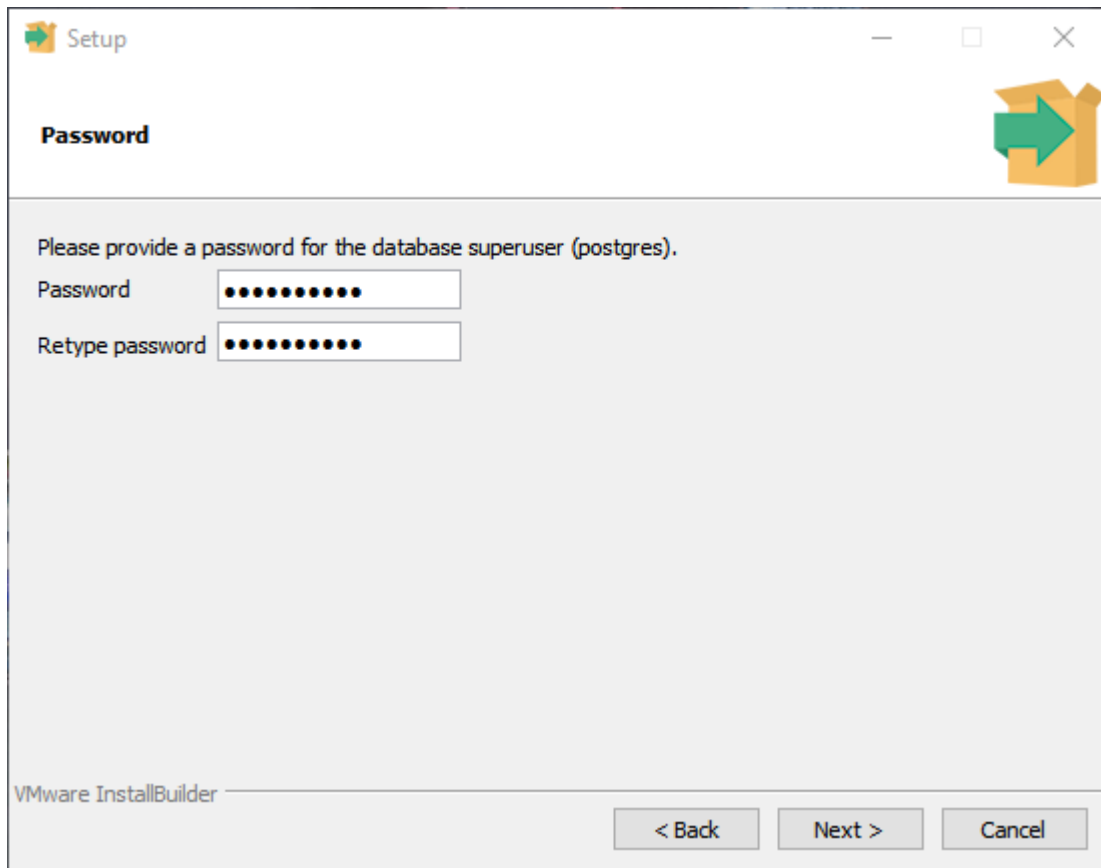 Setup
Password
Please provide a password for the database superuser (postgres).
Password ●●●●●●●●●●
Retype password ●●●●●●●●●●
VMware InstallBuilder
< Back Next > Cancel